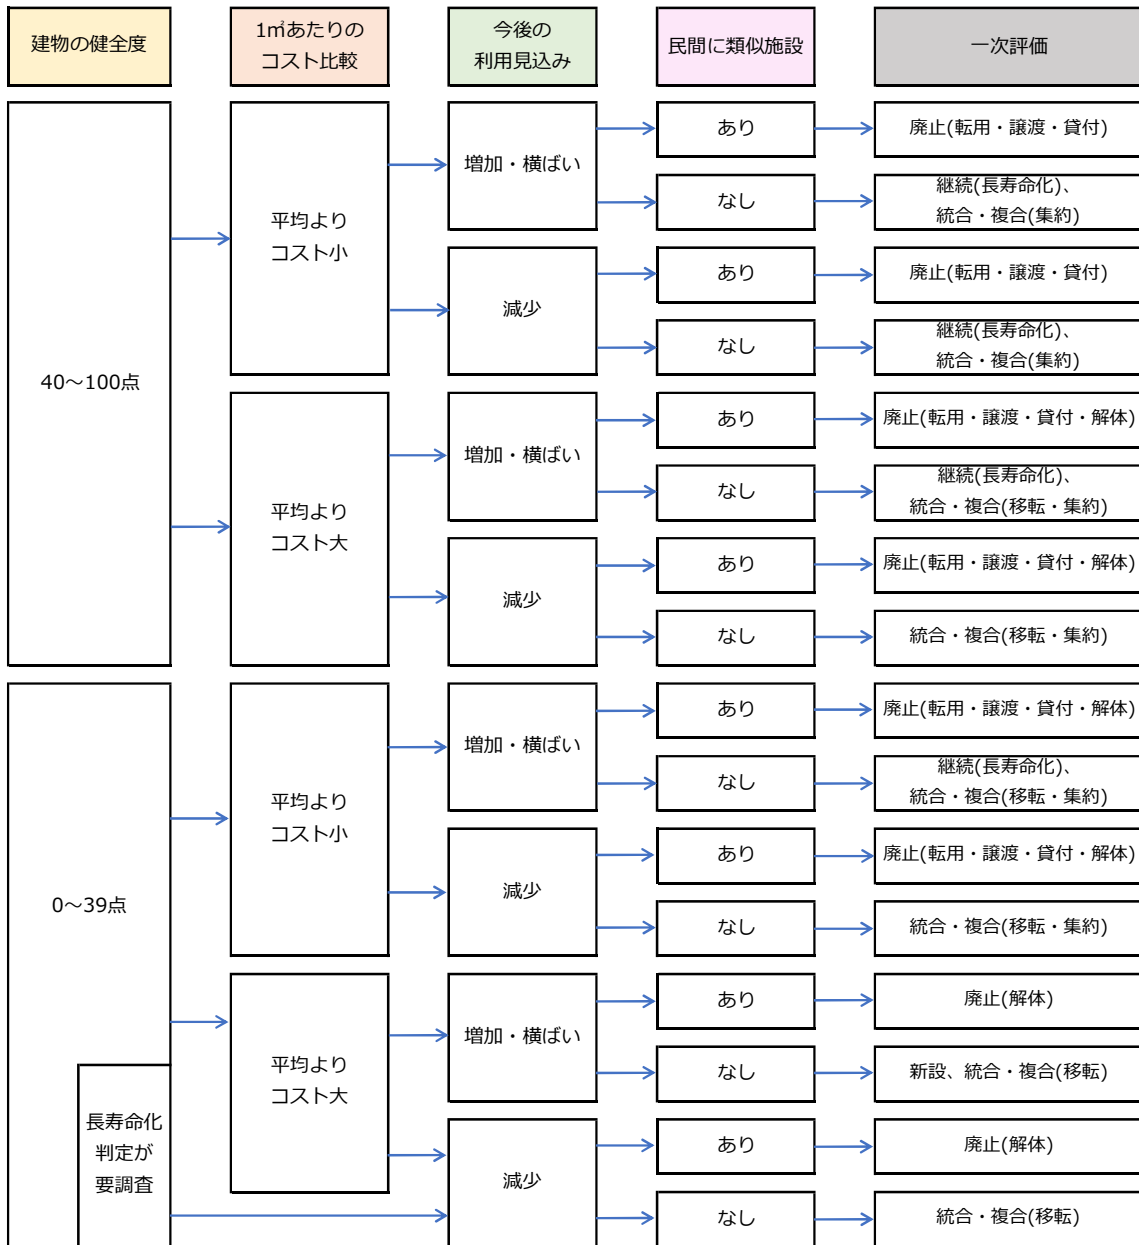 建物の健全度
1㎡あたりの
コスト比較
今後の
利用見込み
民間に類似施設
一次評価
40～100点
平均より
コスト小
増加・横ばい
あり
廃止(転用・譲渡・貸付)
なし
継続(長寿命化)、
統合・複合(集約)
減少
あり
廃止(転用・譲渡・貸付)
なし
継続(長寿命化)、
統合・複合(集約)
平均より
コスト大
増加・横ばい
あり
廃止(転用・譲渡・貸付・解体)
なし
継続(長寿命化)、
統合・複合(移転・集約)
減少
あり
廃止(転用・譲渡・貸付・解体)
なし
統合・複合(移転・集約)
0～39点
平均より
コスト小
増加・横ばい
あり
廃止(転用・譲渡・貸付・解体)
なし
継続(長寿命化)、
統合・複合(移転・集約)
減少
あり
廃止(転用・譲渡・貸付・解体)
なし
統合・複合(移転・集約)
平均より
コスト大
増加・横ばい
あり
廃止(解体)
なし
新設、統合・複合(移転)
長寿命化
判定が
要調査
減少
あり
廃止(解体)
なし
統合・複合(移転)